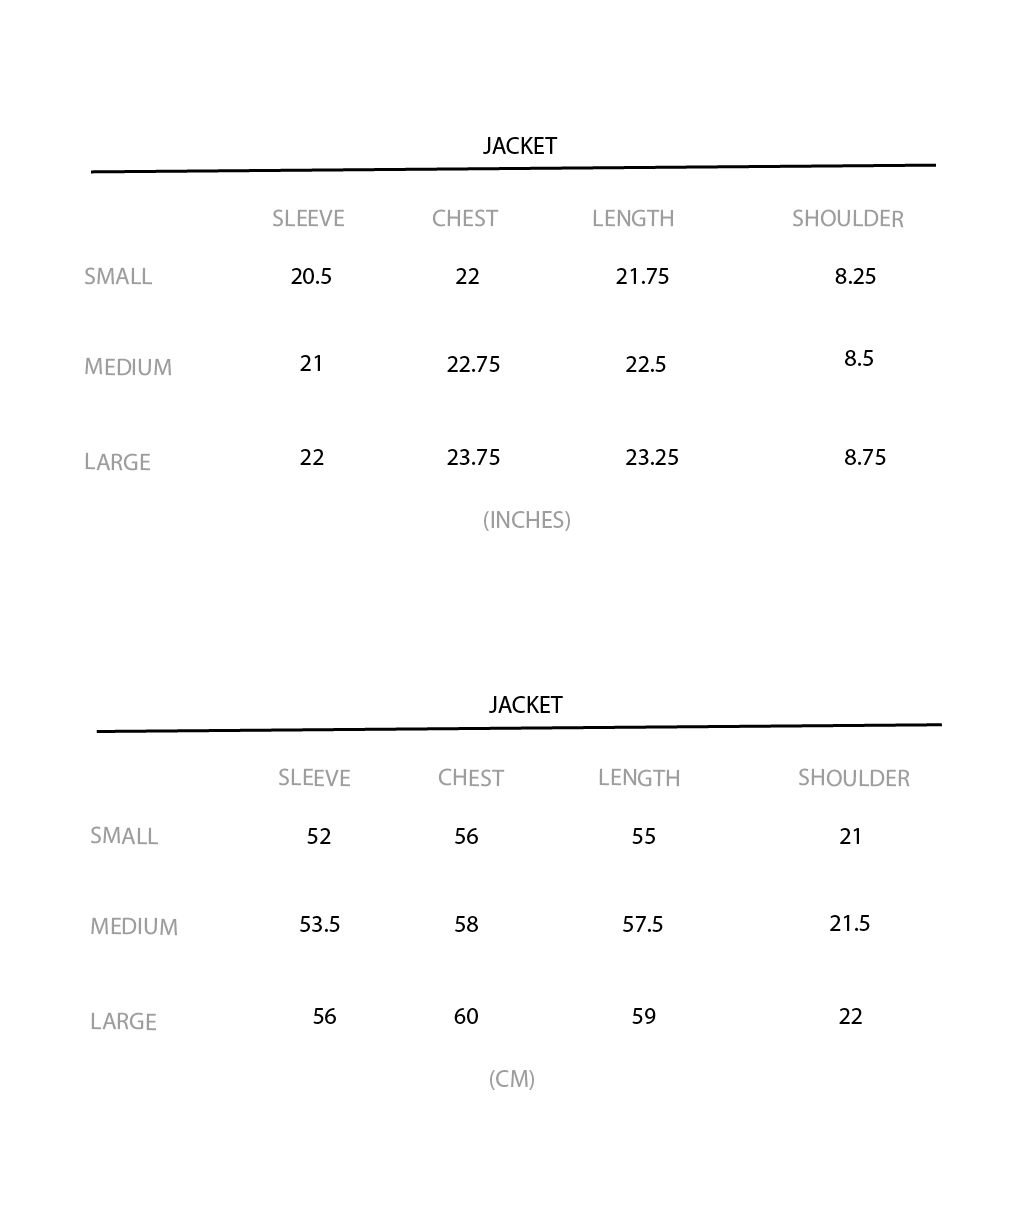 JACKET
SLEEVE CHEST LENGTH SHOULDER
SMALL 20.5 22 21.75 8.25
MEDIUM 21 22.75 22.5 8.5
LARGE 22 23.75 23.25 8.75
(INCHES)
JACKET
SLEEVE CHEST LENGTH SHOULDER
SMALL 52 56 55 21
MEDIUM 53.5 58 57.5 21.5
LARGE 56 60 59 22
(CM)